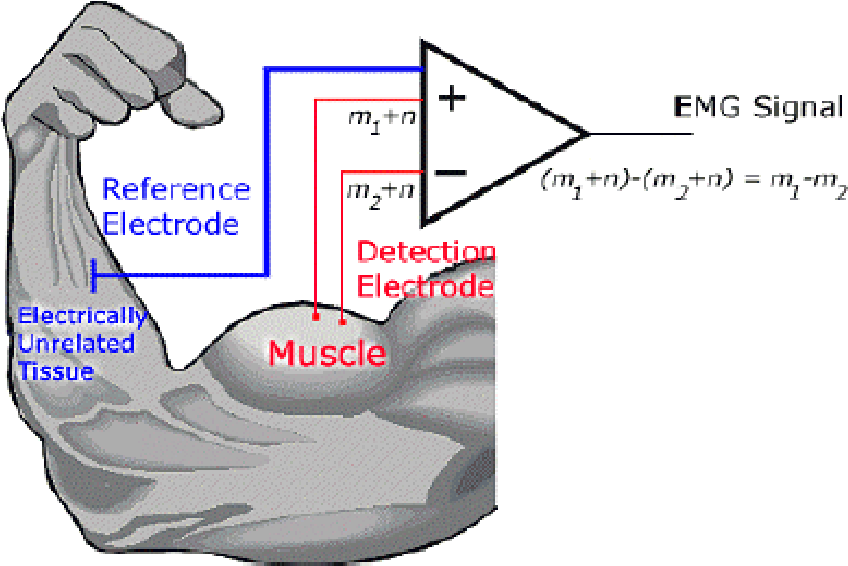 +
m₁+n
EMG Signal
(m₁+n)-(m₂+n) = m₁-m₂
−
m₂+n
Reference
Electrode
Detection
Electrode
Electrically
Unrelated
Tissue
Muscle